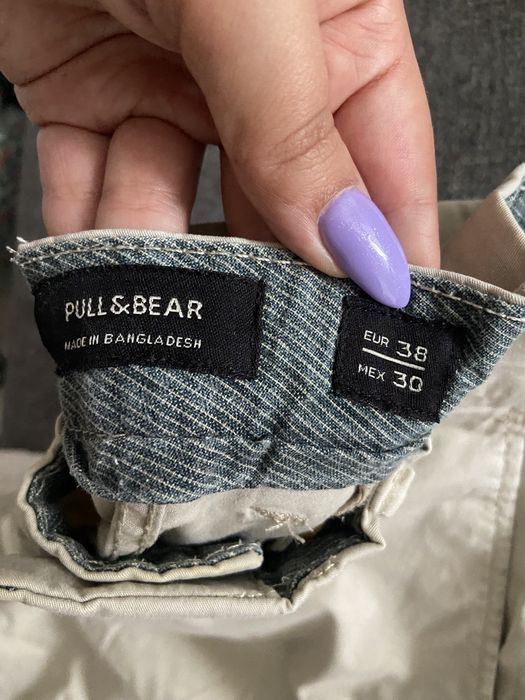 PULL&BEAR
MADE IN BANGLADESH
EUR 38
MEX 30